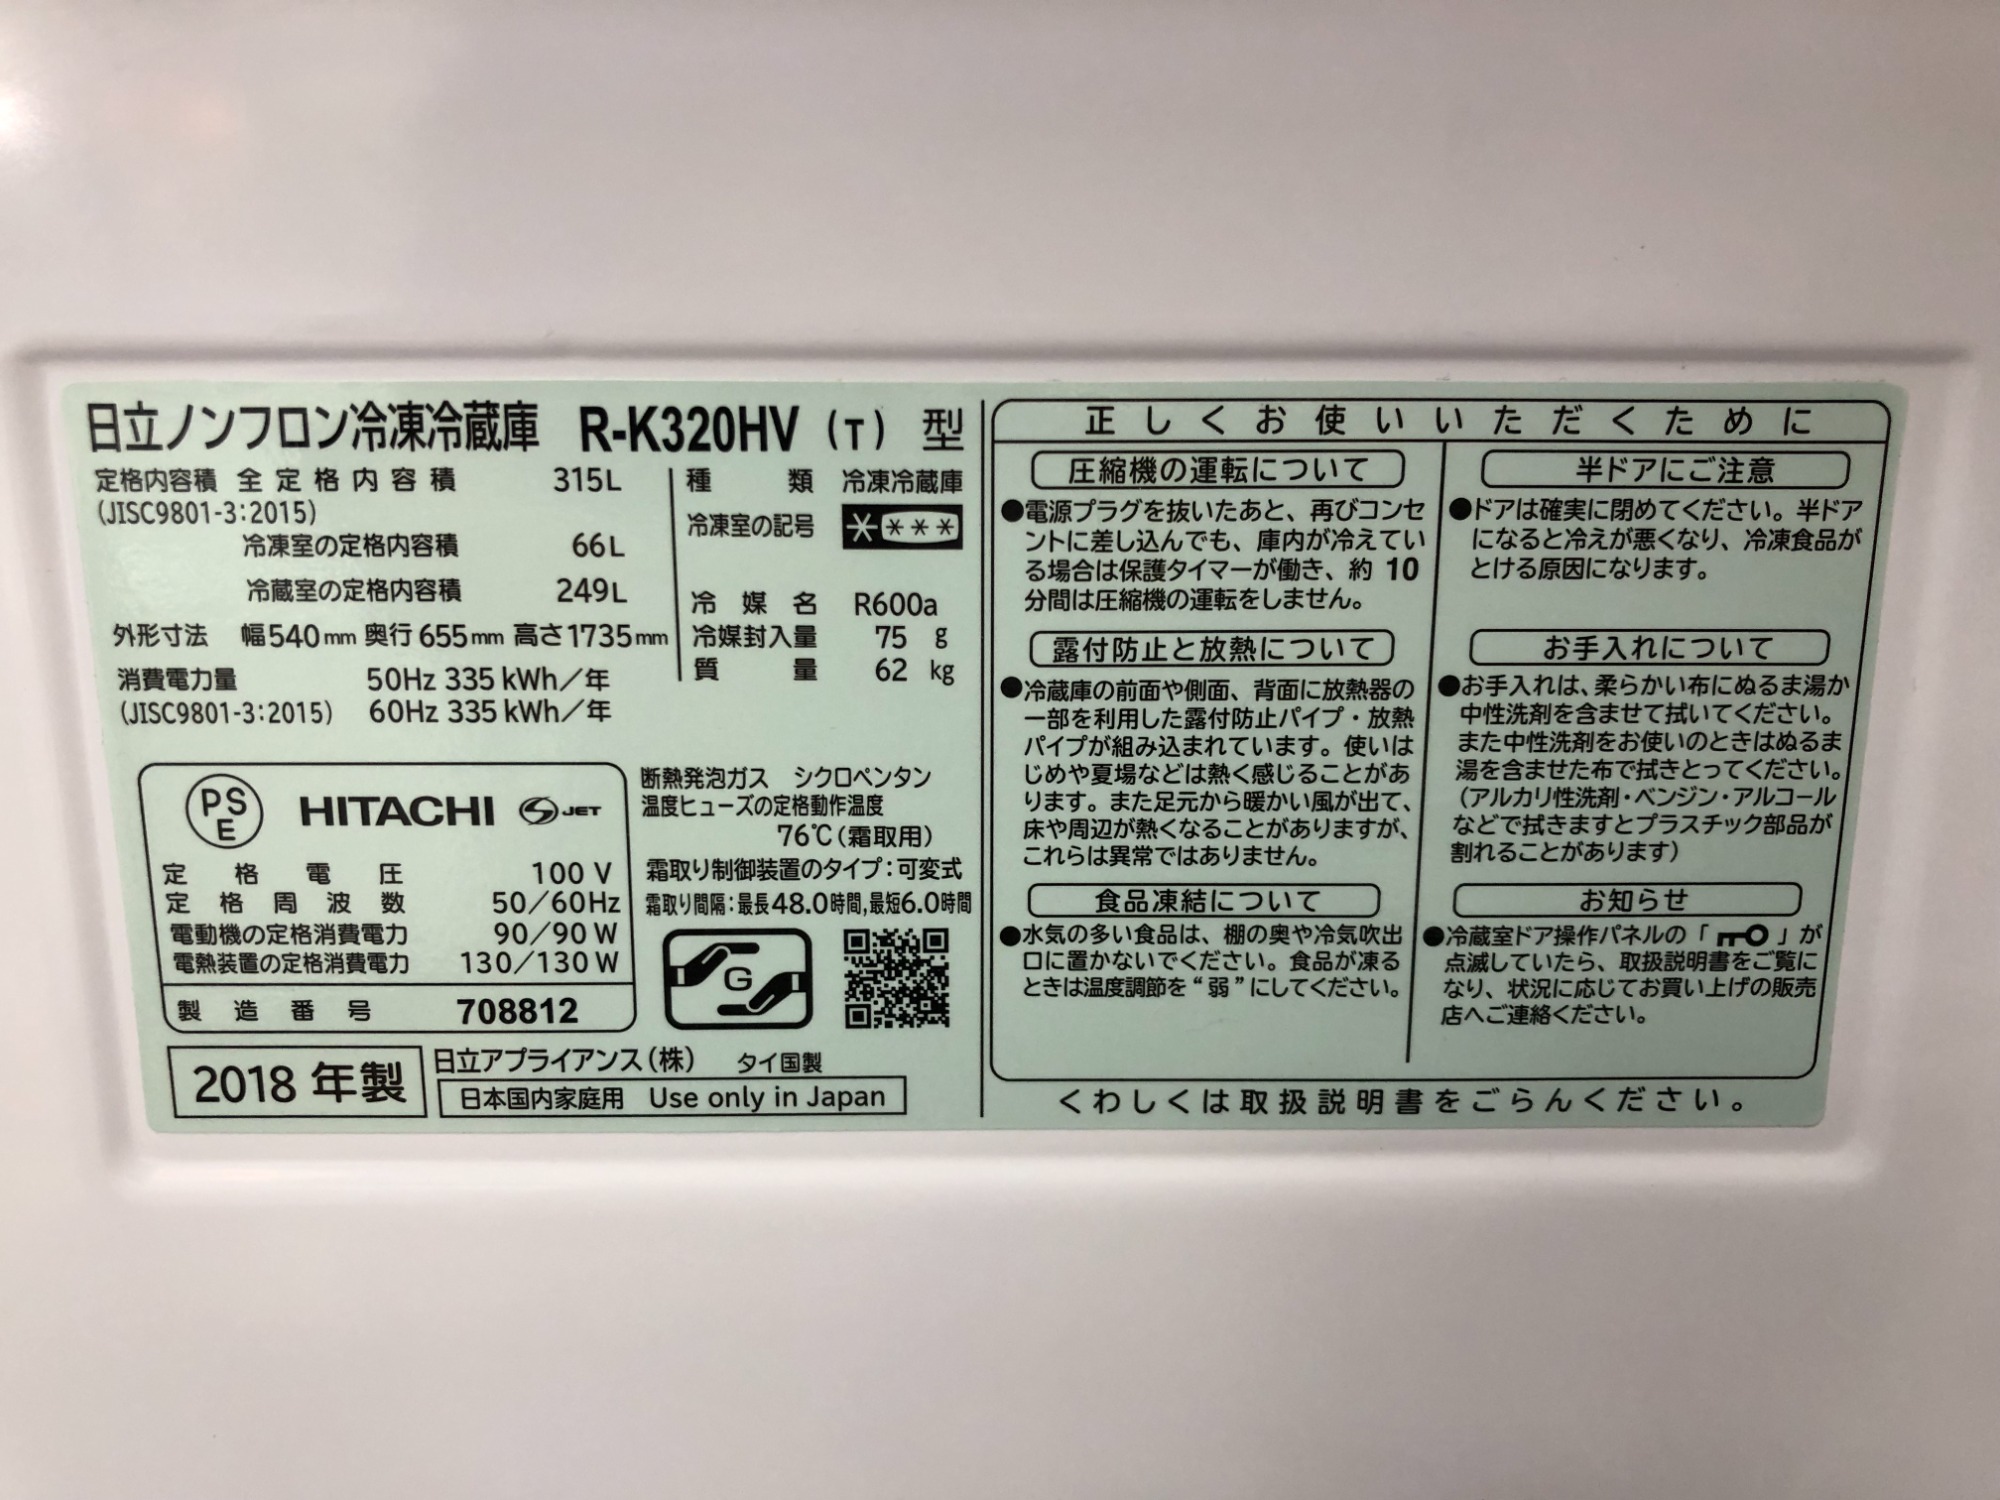 日立ノンフロン冷凍冷蔵庫 R-K320HV (T) 型
定格内容積 全定格内容積 315L
(JISC9801-3:2015)
冷凍室の定格内容積 66L
冷蔵室の定格内容積 249L
外形寸法 幅540mm 奥行655mm 高さ1735mm
消費電力量 50Hz 335kWh/年
(JISC9801-3:2015) 60Hz 335kWh/年
種類 冷凍冷蔵庫
冷凍室の記号 ****
冷媒名 R600a
冷媒封入量 75 g
質量 62 kg
PS
E
HITACHI S JET
定格電圧 100V
定格周波数 50/60Hz
電動機の定格消費電力 90/90W
電熱装置の定格消費電力 130/130W
製造番号 708812
断熱発泡ガス シクロペンタン
温度ヒューズの定格動作温度
76℃(霜取用)
霜取り制御装置のタイプ:可変式
霜取り間隔:最長48.0時間,最短6.0時間
G
2018年製
日立アプライアンス(株) タイ国製
日本国内家庭用 Use only in Japan
正しくお使いいただくために
圧縮機の運転について
●電源プラグを抜いたあと、再びコンセ
ントに差し込んでも、庫内が冷えてい
る場合は保護タイマーが働き、約10
分間は圧縮機の運転をしません。
露付防止と放熱について
●冷蔵庫の前面や側面、背面に放熱器の
一部を利用した露付防止パイプ・放熱
パイプが組み込まれています。使いは
じめや夏場などは熱く感じることがあ
ります。また足元から暖かい風が出て、
床や周辺が熱くなることがありますが、
これらは異常ではありません。
食品凍結について
●水気の多い食品は、棚の奥や冷気吹出
口に置かないでください。食品が凍る
ときは温度調節を“弱”にしてください。
半ドアにご注意
●ドアは確実に閉めてください。半ドア
になると冷えが悪くなり、冷凍食品が
とける原因になります。
お手入れについて
●お手入れは、柔らかい布にぬるま湯か
中性洗剤を含ませて拭いてください。
また中性洗剤をお使いのときはぬるま
湯を含ませた布で拭きとってください。
(アルカリ性洗剤・ベンジン・アルコール
などで拭きますとプラスチック部品が
割れることがあります)
お知らせ
●冷蔵室ドア操作パネルの「」が
点滅していたら、取扱説明書をご覧に
なり、状況に応じてお買い上げの販売
店へご連絡ください。
くわしくは取扱説明書をごらんください。